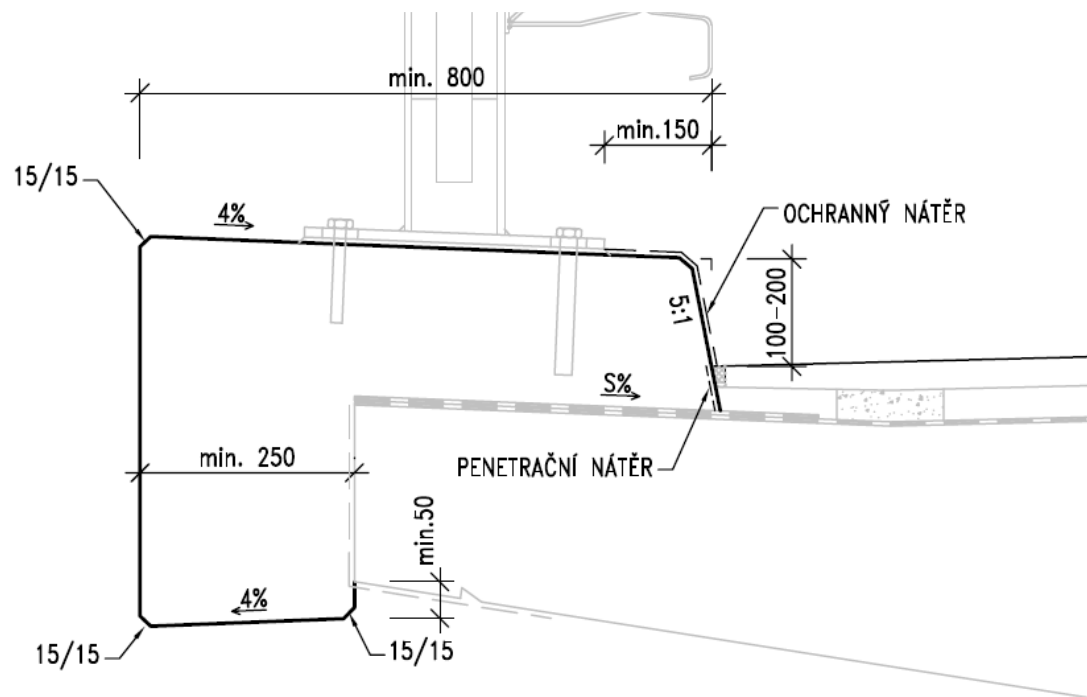 min. 800
min.150
15/15
4%
OCHRANNÝ NÁTĚR
5:1
100-200
S%
min. 250
PENETRAČNÍ NÁTĚR
min.50
4%
15/15
15/15